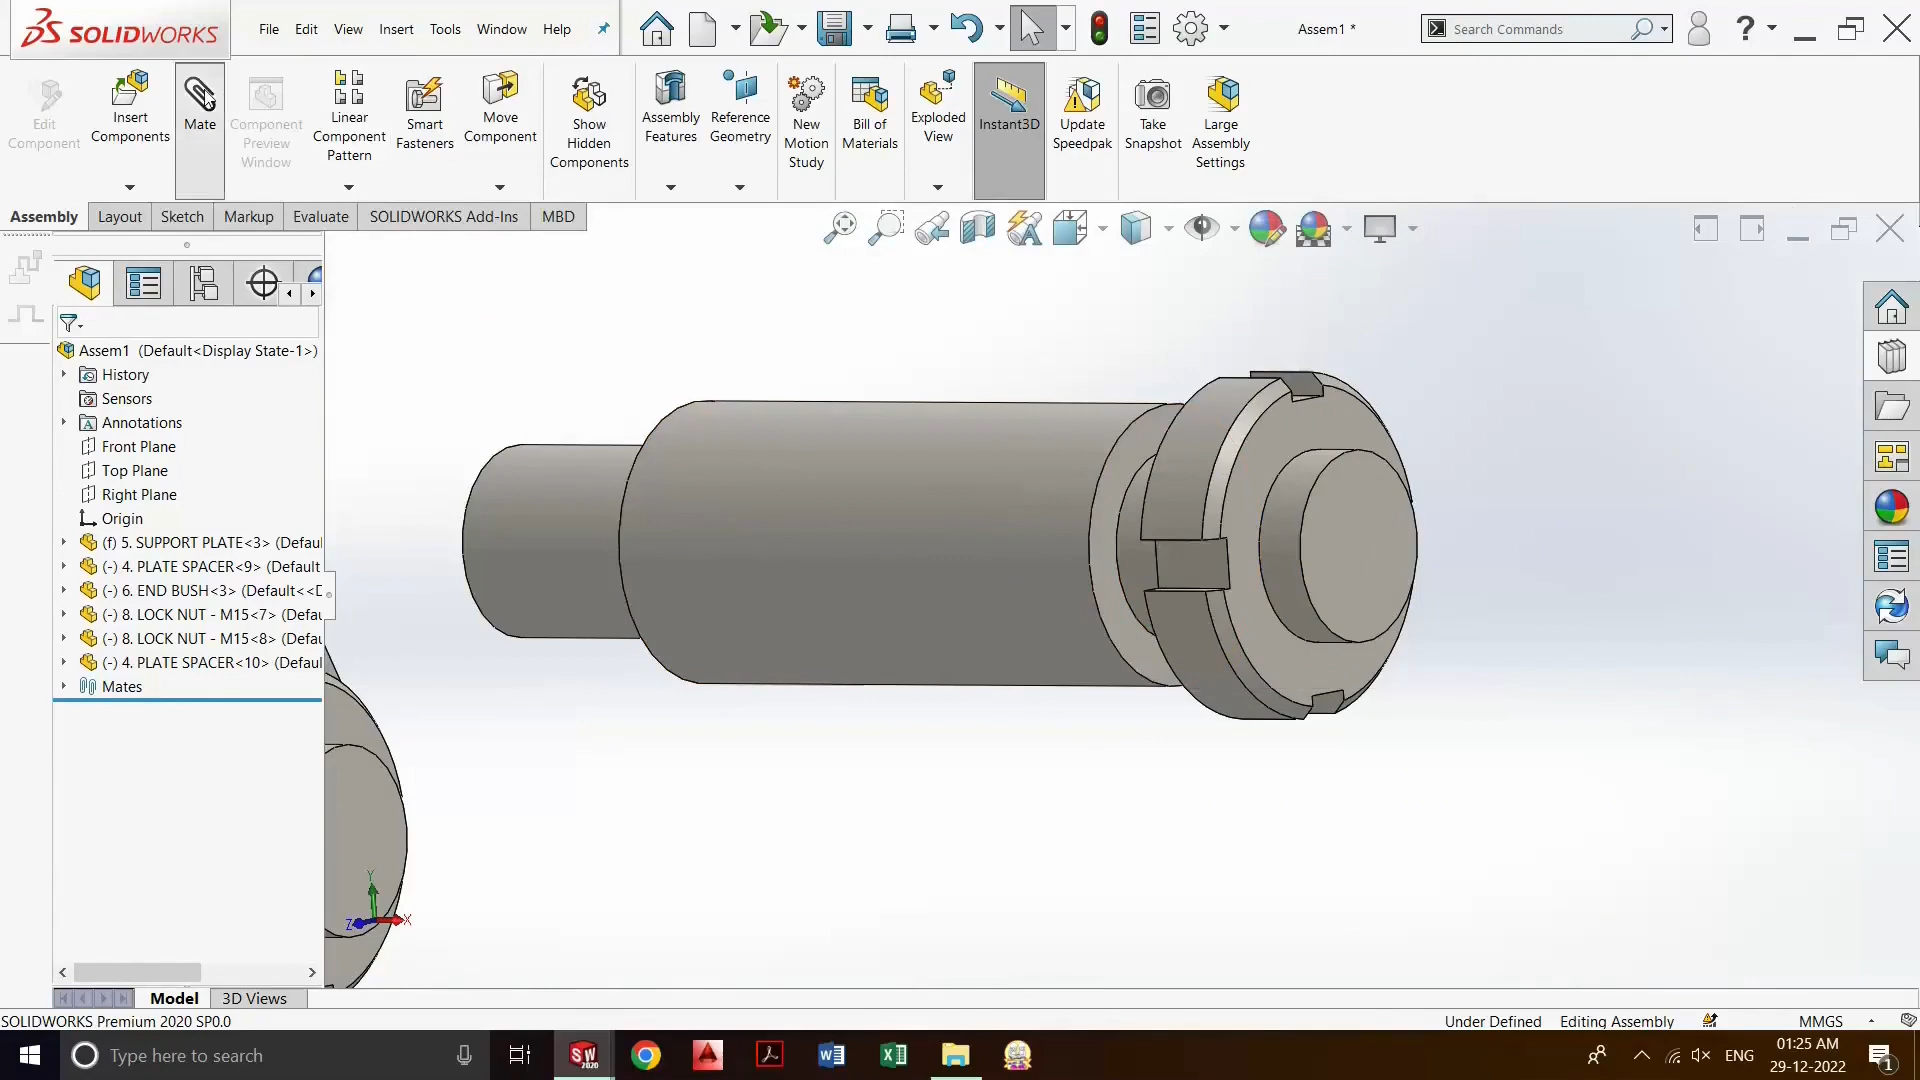 SOLIDWORKS
File Edit View Insert Tools Window Help
Assem1 *
Search Commands
Edit Component
Insert Components
Mate
Component Preview Window
Linear Component Pattern
Smart Fasteners
Move Component
Show Hidden Components
Assembly Features
Reference Geometry
New Motion Study
Bill of Materials
Exploded View
Instant3D
Update Speedpak
Take Snapshot
Large Assembly Settings
Assembly Layout Sketch Markup Evaluate SOLIDWORKS Add-Ins MBD
Assem1 (Default<Display State-1>)
History
Sensors
Annotations
Front Plane
Top Plane
Right Plane
Origin
(f) 5. SUPPORT PLATE<3> (Defaul
(-) 4. PLATE SPACER<9> (Default
(-) 6. END BUSH<3> (Default<<D
(-) 8. LOCK NUT - M15<7> (Defau
(-) 8. LOCK NUT - M15<8> (Defau
(-) 4. PLATE SPACER<10> (Defaul
Mates
Y
Z X
Model 3D Views
SOLIDWORKS Premium 2020 SP0.0
Under Defined Editing Assembly MMGS
Type here to search
SW 2020
ENG
01:25 AM
29-12-2022
1